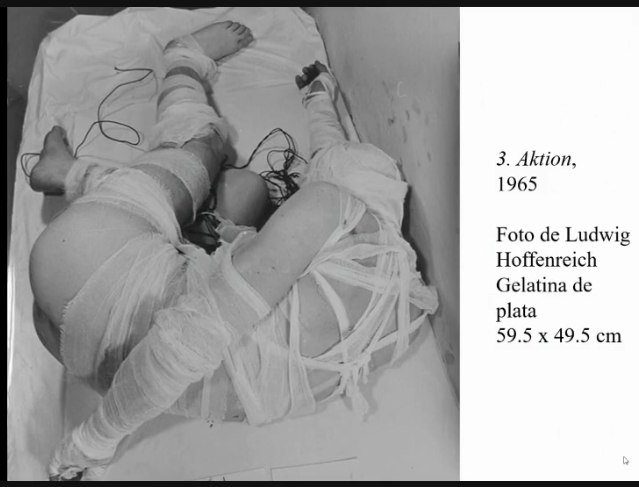 3. Aktion,
1965
Foto de Ludwig
Hoffenreich
Gelatina de
plata
59.5 x 49.5 cm